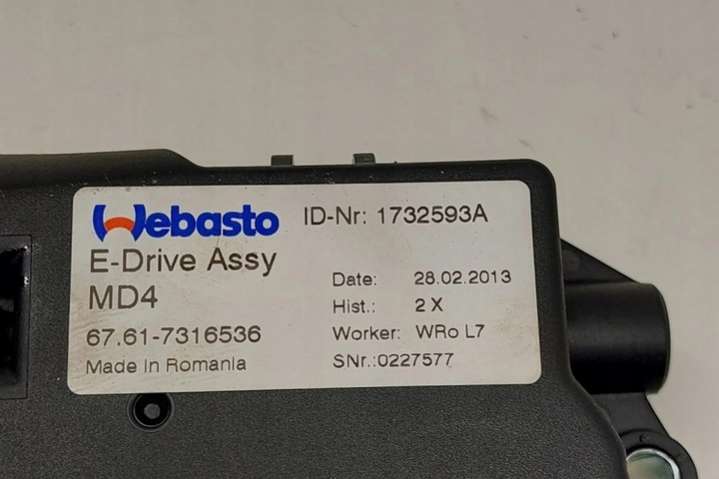 Webasto
ID-Nr: 1732593A
E-Drive Assy
MD4
67.61-7316536
Made In Romania
Date: 28.02.2013
Hist.: 2 X
Worker: WRo L7
SNr.:0227577